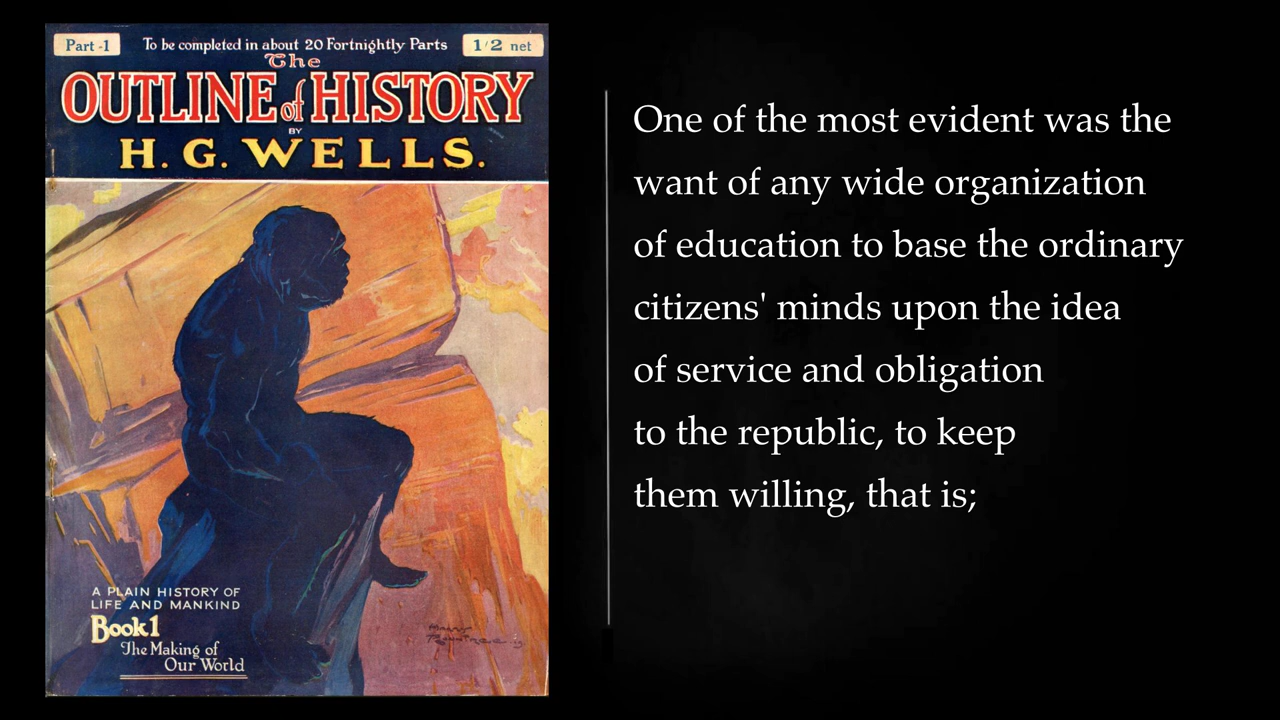 Part -1
To be completed in about 20 Fortnightly Parts
1/2 net
The
OUTLINE of HISTORY
BY
H. G. WELLS.
A PLAIN HISTORY OF
LIFE AND MANKIND
Book 1
The Making of
Our World
One of the most evident was the
want of any wide organization
of education to base the ordinary
citizens' minds upon the idea
of service and obligation
to the republic, to keep
them willing, that is;